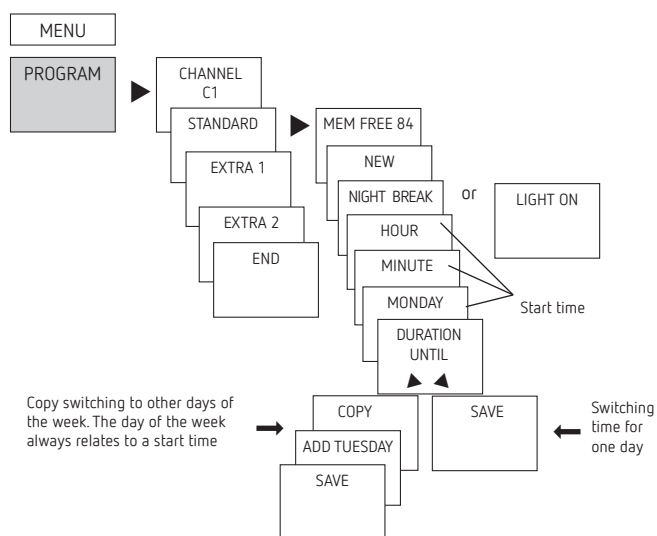 MENU
PROGRAM
CHANNEL
C1
STANDARD
EXTRA 1
EXTRA 2
END
MEM FREE 84
NEW
NIGHT BREAK
or
LIGHT ON
HOUR
MINUTE
MONDAY
Start time
DURATION
UNTIL
Copy switching to other days of
the week. The day of the week
always relates to a start time
COPY
ADD TUESDAY
SAVE
SAVE
Switching
time for
one day